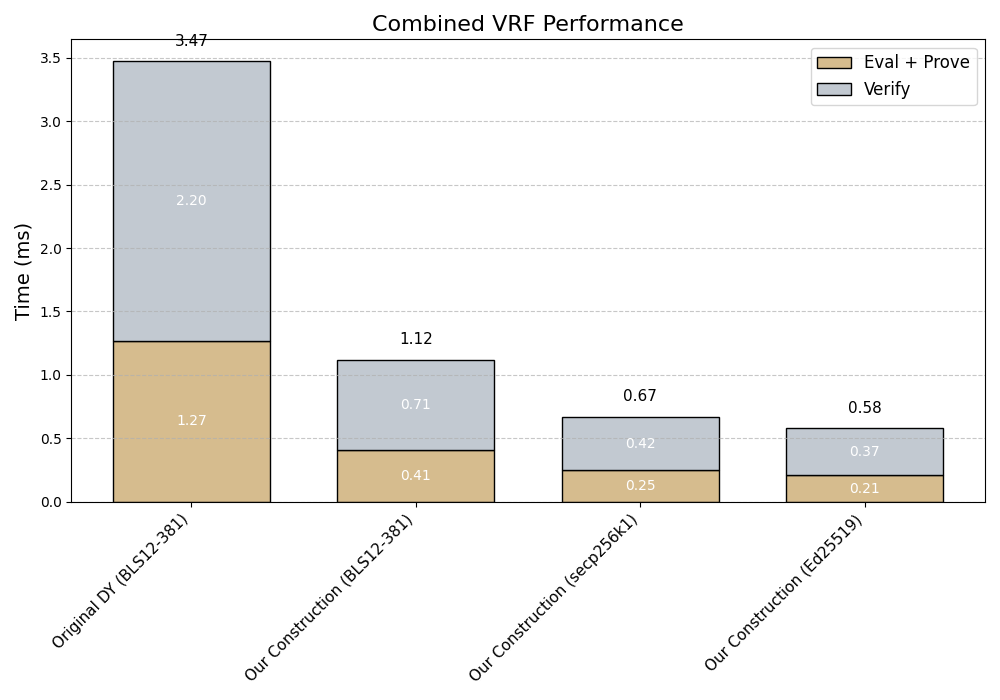 Combined VRF Performance
Time (ms)
3.5
3.0
2.5
2.0
1.5
1.0
0.5
0.0
Eval + Prove
Verify
3.47
2.20
1.27
1.12
0.71
0.41
0.67
0.42
0.25
0.58
0.37
0.21
Original DY (BLS12-381)
Our Construction (BLS12-381)
Our Construction (secp256k1)
Our Construction (Ed25519)